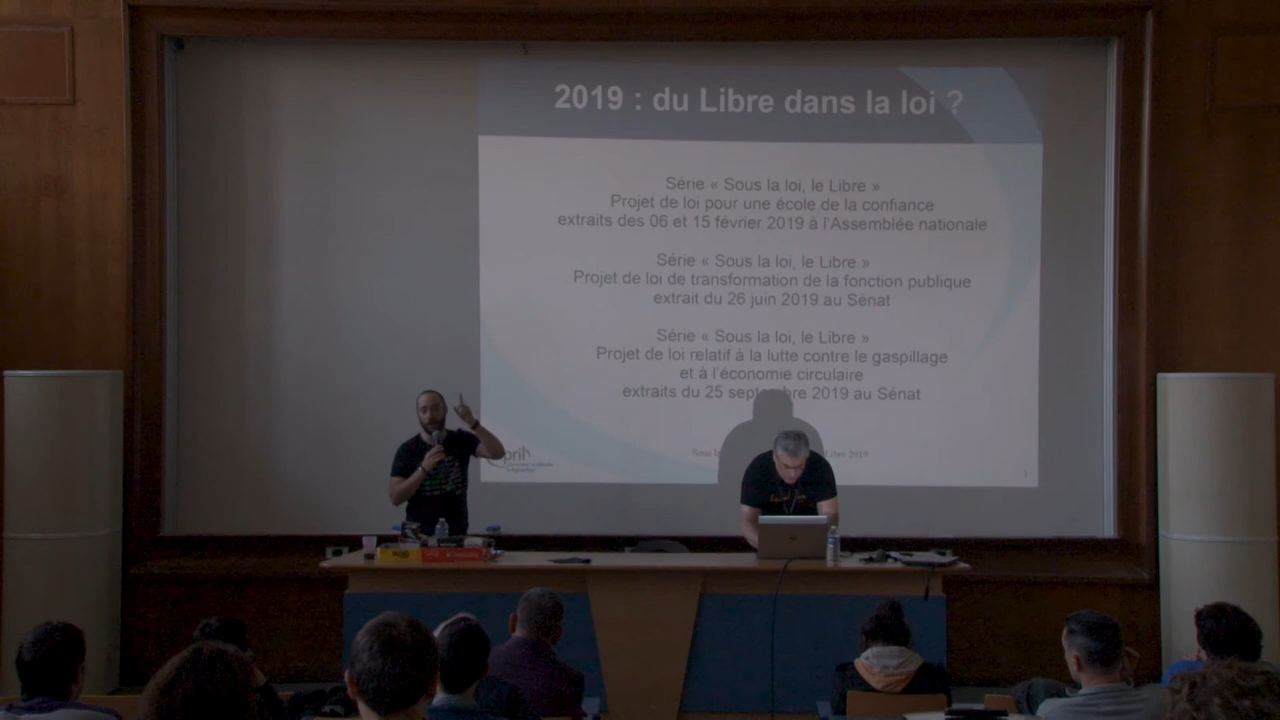 2019 : du Libre dans la loi ?
Série « Sous la loi, le Libre »
Projet de loi pour une école de la confiance
extraits des 06 et 15 février 2019 à l'Assemblée nationale
Série « Sous la loi, le Libre »
Projet de loi de transformation de la fonction publique
extrait du 26 juin 2019 au Sénat
Série « Sous la loi, le Libre »
Projet de loi relatif à la lutte contre le gaspillage
et à l'économie circulaire
extraits du 25 septembre 2019 au Sénat
pril
Sous Libre 2019